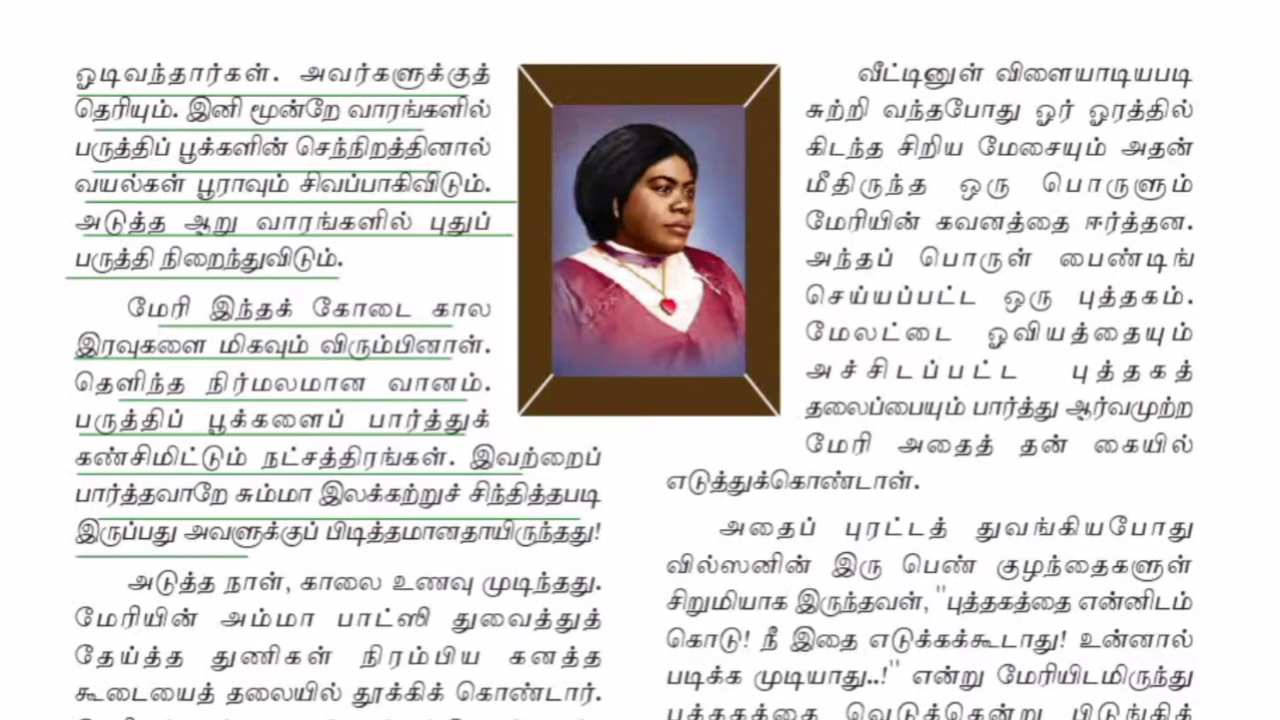 ஓடிவந்தார்கள். அவர்களுக்குத்
தெரியும். இனி மூன்றே வாரங்களில்
பருத்திப் பூக்களின் செந்நிறத்தினால்
வயல்கள் பூராவும் சிவப்பாகிவிடும்.
அடுத்த ஆறு வாரங்களில் புதுப்
பருத்தி நிறைந்துவிடும்.
மேரி இந்தக் கோடை கால
இரவுகளை மிகவும் விரும்பினாள்.
தெளிந்த நிர்மலமான வானம்.
பருத்திப் பூக்களைப் பார்த்துக்
கண்சிமிட்டும் நட்சத்திரங்கள். இவற்றைப்
பார்த்தவாறே சும்மா இலக்கற்றுச் சிந்தித்தபடி
இருப்பது அவளுக்குப் பிடித்தமானதாயிருந்தது!
அடுத்த நாள், காலை உணவு முடிந்தது.
மேரியின் அம்மா பாட்ஸி துவைத்துத்
தேய்த்த துணிகள் நிரம்பிய கனத்த
கூடையைத் தலையில் தூக்கிக் கொண்டார்.
வீட்டினுள் விளையாடியபடி
சுற்றி வந்தபோது ஓர் ஓரத்தில்
கிடந்த சிறிய மேசையும் அதன்
மீதிருந்த ஒரு பொருளும்
மேரியின் கவனத்தை ஈர்த்தன.
அந்தப் பொருள் பைண்டிங்
செய்யப்பட்ட ஒரு புத்தகம்.
மேலட்டை ஓவியத்தையும்
அச்சிடப்பட்ட புத்தகத்
தலைப்பையும் பார்த்து ஆர்வமுற்ற
மேரி அதைத் தன் கையில்
எடுத்துக்கொண்டாள்.
அதைப் புரட்டத் துவங்கியபோது
வில்ஸனின் இரு பெண் குழந்தைகளுள்
சிறுமியாக இருந்தவள், "புத்தகத்தை என்னிடம்
கொடு! நீ இதை எடுக்கக்கூடாது! உன்னால்
படிக்க முடியாது..!" என்று மேரியிடமிருந்து
புத்தகத்தை வெடுக்கென்று பிடுங்கித்